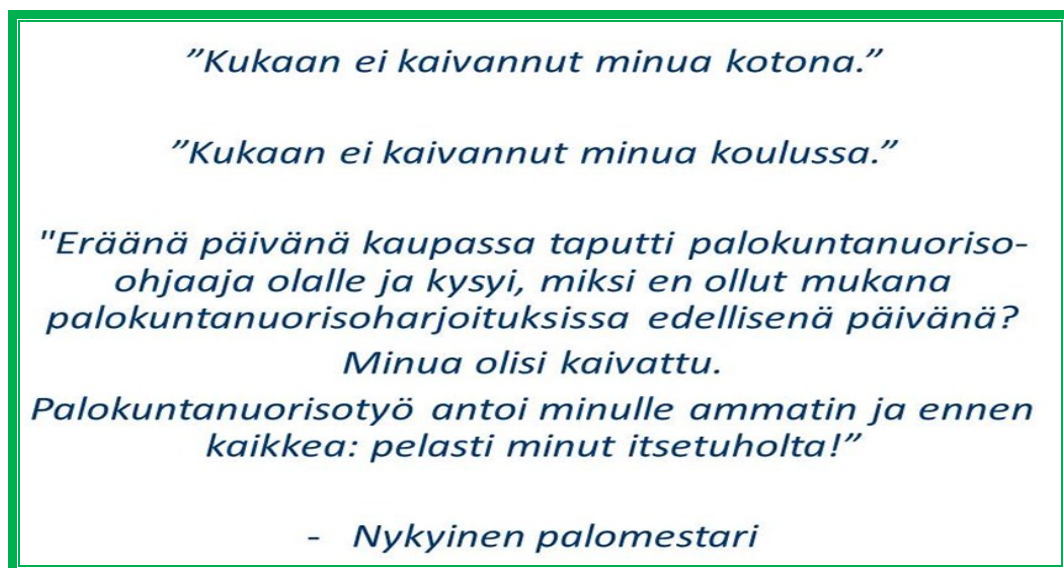 ”Kukaan ei kaivannut minua kotona.”
”Kukaan ei kaivannut minua koulussa.”
"Eräänä päivänä kaupassa taputti palokuntanuoriso-
ohjaaja olalle ja kysyi, miksi en ollut mukana
palokuntanuorisoharjoituksissa edellisenä päivänä?
Minua olisi kaivattu.
Palokuntanuorisotyö antoi minulle ammatin ja ennen
kaikkea: pelasti minut itsetuholta!”
- Nykyinen palomestari